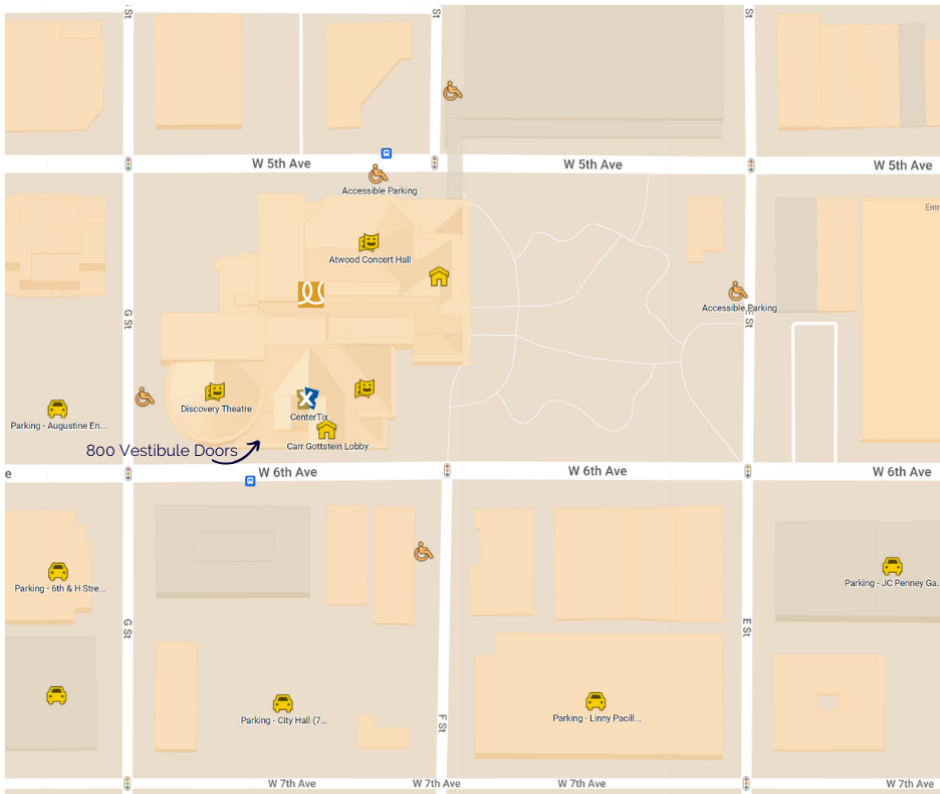 St
St
W 5th Ave
W 5th Ave
W 5th Ave
Accessible Parking
Entr
Atwood Concert Hall
G St
Accessible Parking
E St
Discovery Theatre
CenterTix
Parking - Augustine En...
800 Vestibule Doors
Carr Gottstein Lobby
e
W 6th Ave
W 6th Ave
W 6th Ave
Parking - 6th & H Stre...
Parking - JC Penney Ga...
G St
E St
Parking - City Hall (7...
Parking - Linny Pacill...
F St
W 7th Ave
W 7th Ave
W 7th Ave
W 7th Ave